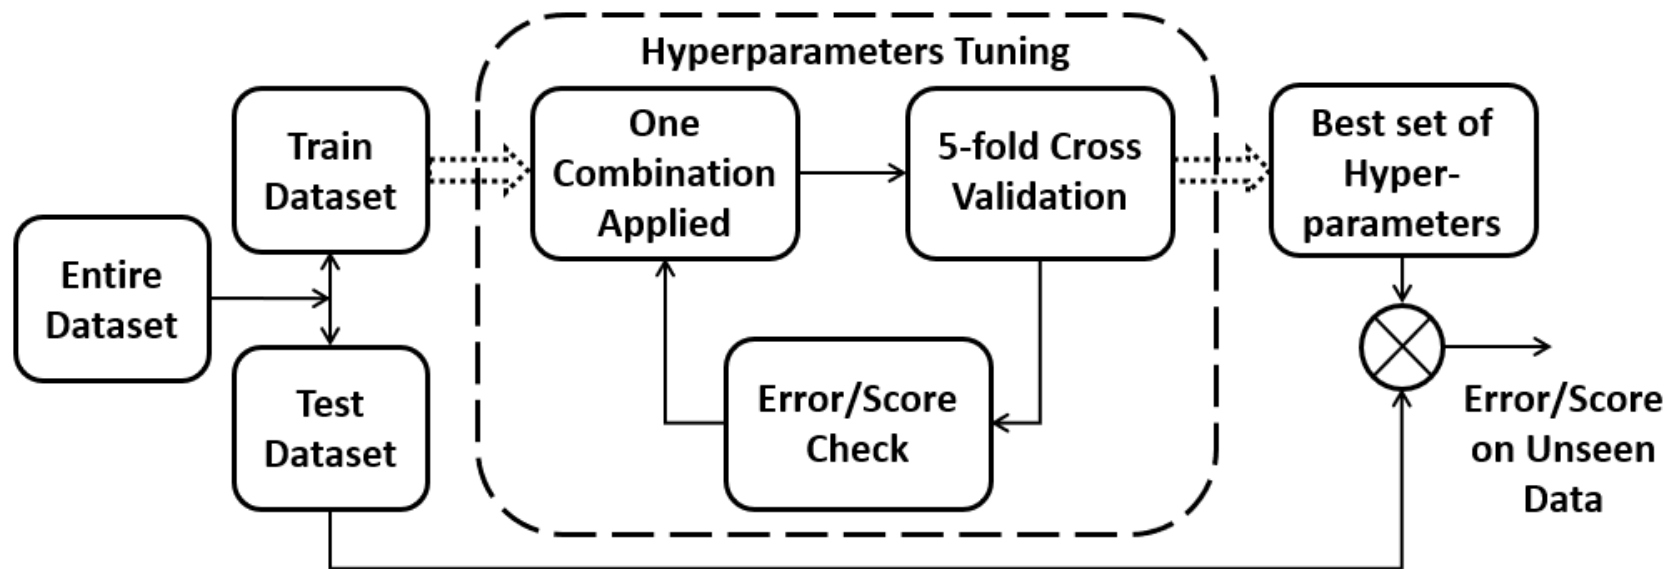 Hyperparameters Tuning
Entire
Dataset
Train
Dataset
Test
Dataset
One
Combination
Applied
5-fold Cross
Validation
Error/Score
Check
Best set of
Hyper-
parameters
Error/Score
on Unseen
Data